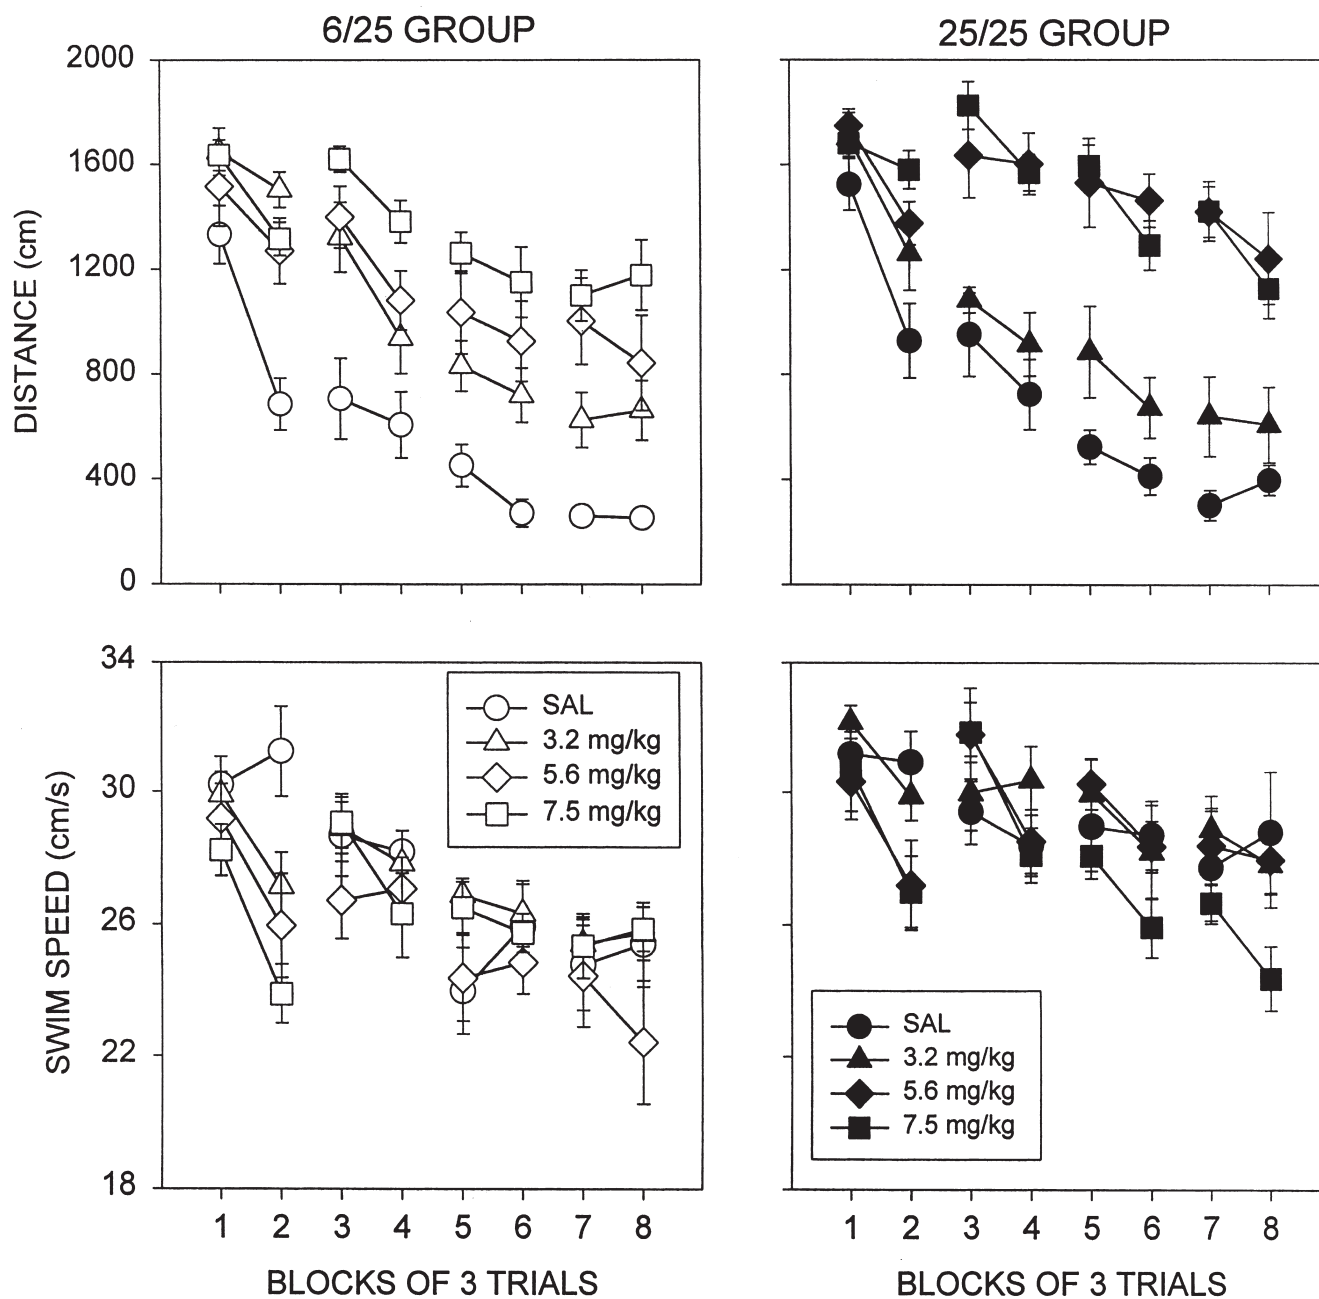 6/25 GROUP
25/25 GROUP
2000
1600
1200
800
400
0
DISTANCE (cm)
34
30
26
22
18
SWIM SPEED (cm/s)
SAL
3.2 mg/kg
5.6 mg/kg
7.5 mg/kg
SAL
3.2 mg/kg
5.6 mg/kg
7.5 mg/kg
1 2 3 4 5 6 7 8
1 2 3 4 5 6 7 8
BLOCKS OF 3 TRIALS
BLOCKS OF 3 TRIALS